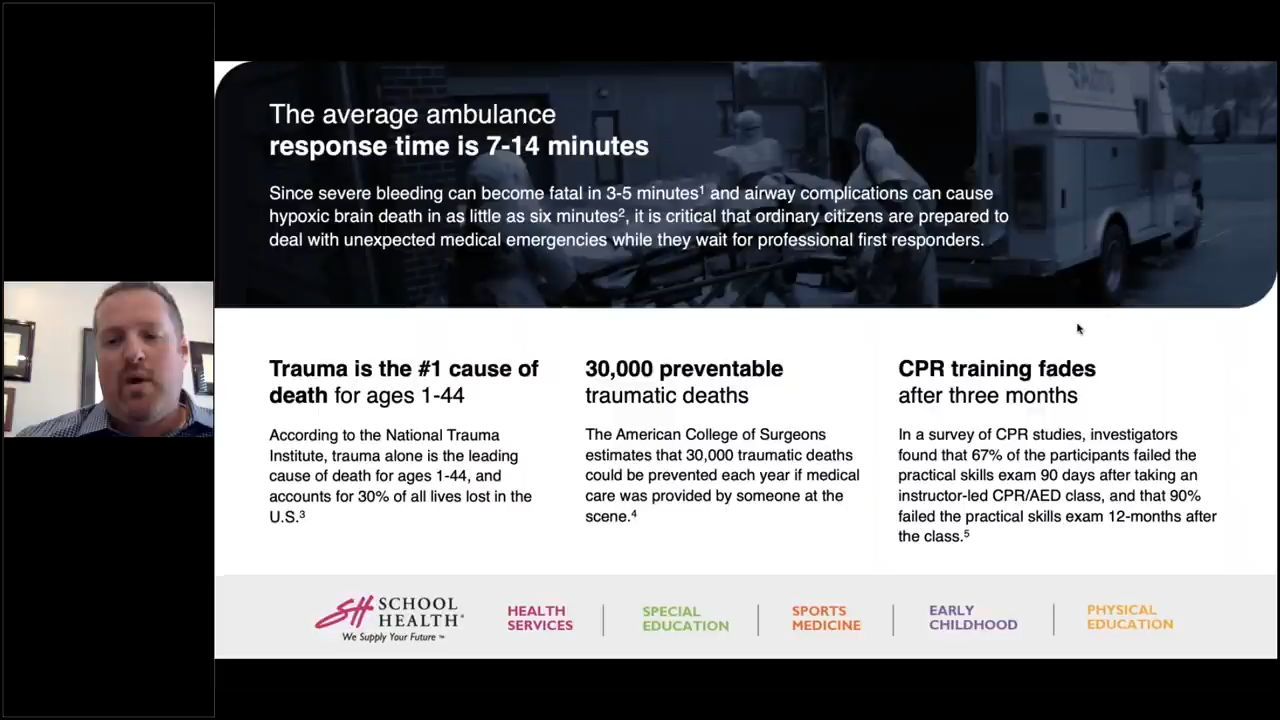 The average ambulance
response time is 7-14 minutes
Since severe bleeding can become fatal in 3-5 minutes¹ and airway complications can cause
hypoxic brain death in as little as six minutes², it is critical that ordinary citizens are prepared to
deal with unexpected medical emergencies while they wait for professional first responders.
Trauma is the #1 cause of
death for ages 1-44
According to the National Trauma
Institute, trauma alone is the leading
cause of death for ages 1-44, and
accounts for 30% of all lives lost in the
U.S.³
30,000 preventable
traumatic deaths
The American College of Surgeons
estimates that 30,000 traumatic deaths
could be prevented each year if medical
care was provided by someone at the
scene.⁴
CPR training fades
after three months
In a survey of CPR studies, investigators
found that 67% of the participants failed the
practical skills exam 90 days after taking an
instructor-led CPR/AED class, and that 90%
failed the practical skills exam 12-months after
the class.⁵
SH SCHOOL
HEALTH®
We Supply Your Future ™
HEALTH
SERVICES
SPECIAL
EDUCATION
SPORTS
MEDICINE
EARLY
CHILDHOOD
PHYSICAL
EDUCATION